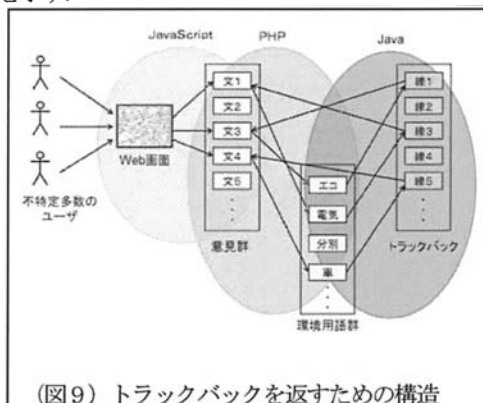 JavaScript
PHP
Java
Web画面
不特定多数の
ユーザ
文1
文2
文3
文4
文5
意見群
エコ
電気
分別
車
環境用語群
線1
線2
線3
線4
線5
トラックバック
(図9)トラックバックを返すための構造